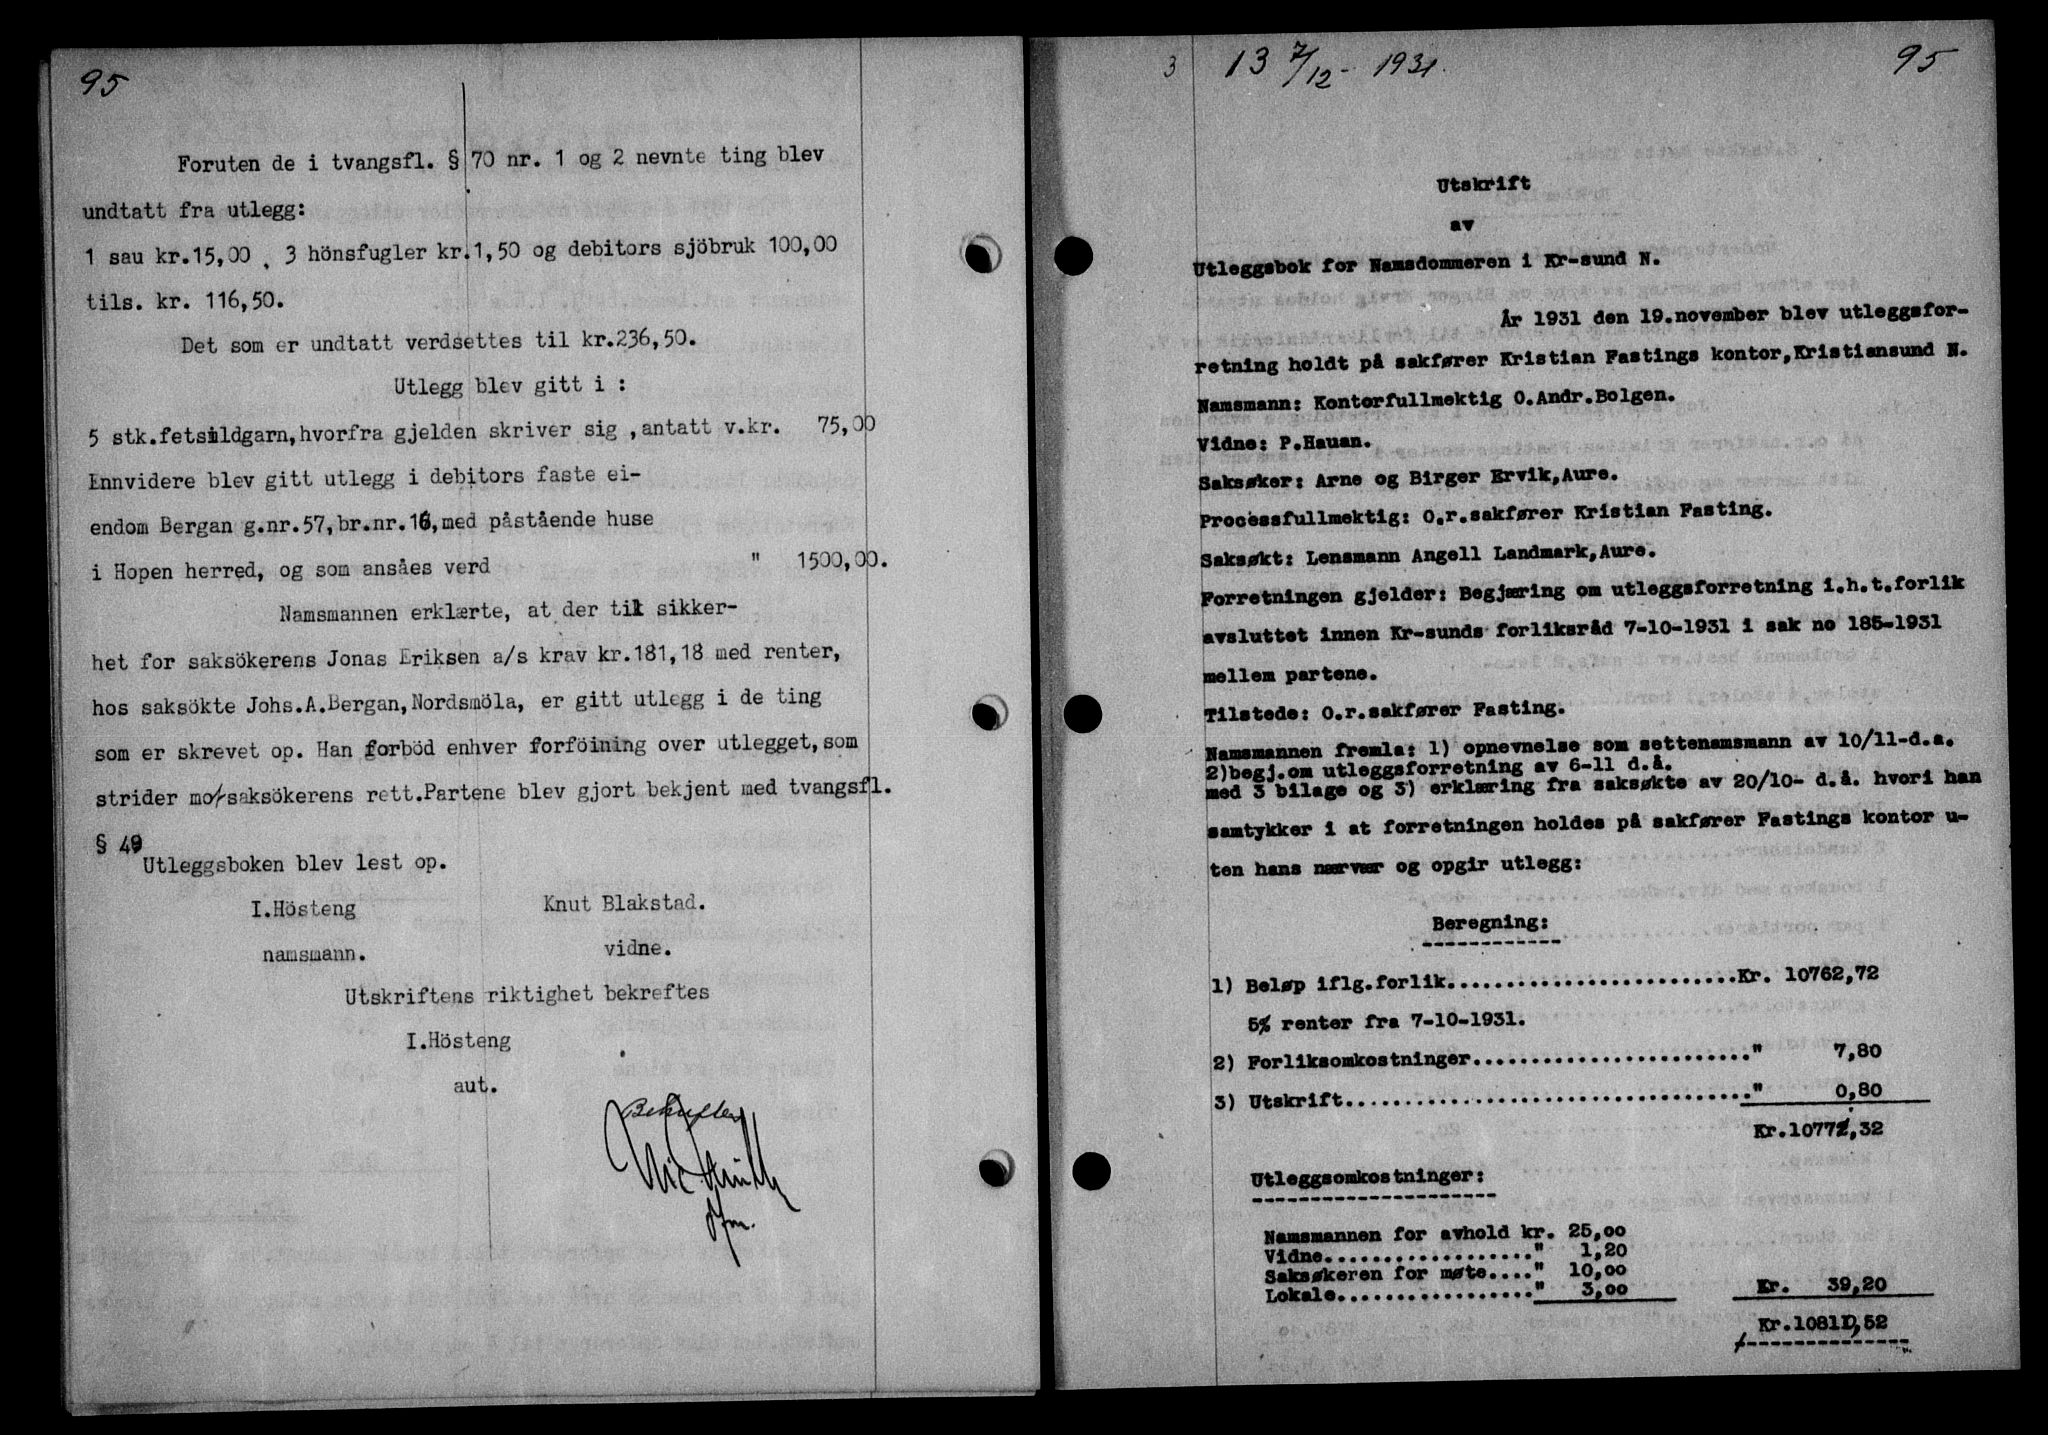 95
Foruten de i tvangsfl. § 70 nr. 1 og 2 nevnte ting blev
undtatt fra utlegg:
1 sau kr.15,00 , 3 hönsfugler kr.1,50 og debitors sjöbruk 100,00
tils. kr. 116,50.
Det som er undtatt verdsettes til kr.236,50.
Utlegg blev gitt i :
5 stk.fetsildgarn,hvorfra gjelden skriver sig ,antatt v.kr. 75,00
Innvidere blev gitt utlegg i debitors faste ei-
endom Bergan g.nr.57,br.nr.16,med påstående huse
i Hopen herred, og som ansåes verd " 1500,00.
Namsmannen erklærte, at der til sikker-
het for saksökerens Jonas Eriksen a/s krav kr.181,18 med renter,
hos saksökte Johs.A.Bergan,Nordsmöla, er gitt utlegg i de ting
som er skrevet op. Han forböd enhver forföining over utlegget,som
strider mot saksökerens rett.Partene blev gjort bekjent med tvangsfl.
§ 49
Utleggsboken blev lest op.
I.Hösteng Knut Blakstad.
namsmann. vidne.
Utskriftens riktighet bekreftes
I.Hösteng
aut.
Bekreftes
3 13 7/12- 1931. 95
Utskrift
av
Utleggsbok for Namsdommeren i Kr-sund N.
År 1931 den 19.november blev utleggsfor-
retning holdt på sakfører Kristian Fastings kontor,Kristiansund N.
Namsmann: Kontorfullmektig O.Andr.Bolgen.
Vidne: P.Hauan.
Saksøker: Arne og Birger Ervik,Aure.
Processfullmektig: O.r.sakfører Kristian Fasting.
Saksøkt: Lensmann Angell Landmark,Aure.
Forretningen gjelder: Begjæring om utleggsforretning i.h.t.forlik
avsluttet innen Kr-sunds forliksråd 7-10-1931 i sak no 185-1931
mellem partene.
Tilstede: O.r.sakfører Fasting.
Namsmannen fremla: 1) opnevnelse som settenamsmann av 10/11-d.a.
2)begj.om utleggsforretning av 6-11 d.å.
med 3 bilage og 3) erklæring fra saksøkte av 20/10- d.å. hvori han
samtykker i at forretningen holdes på sakfører Fastings kontor u-
ten hans nærvær og opgir utlegg:
Beregning:
1) Beløp iflg.forlik.........................Kr. 10762,72
5% renter fra 7-10-1931.
2) Forliksomkostninger........................" 7,80
3) Utskrift..................................." 0,80
Kr.10771,32
Utleggsomkostninger:
Namsmannen for avhold kr. 25,00
Vidne.................." 1,20
Saksøkeren for møte...." 10,00
Lokale................." 3,00 Kr. 39,20
Kr.10810,52